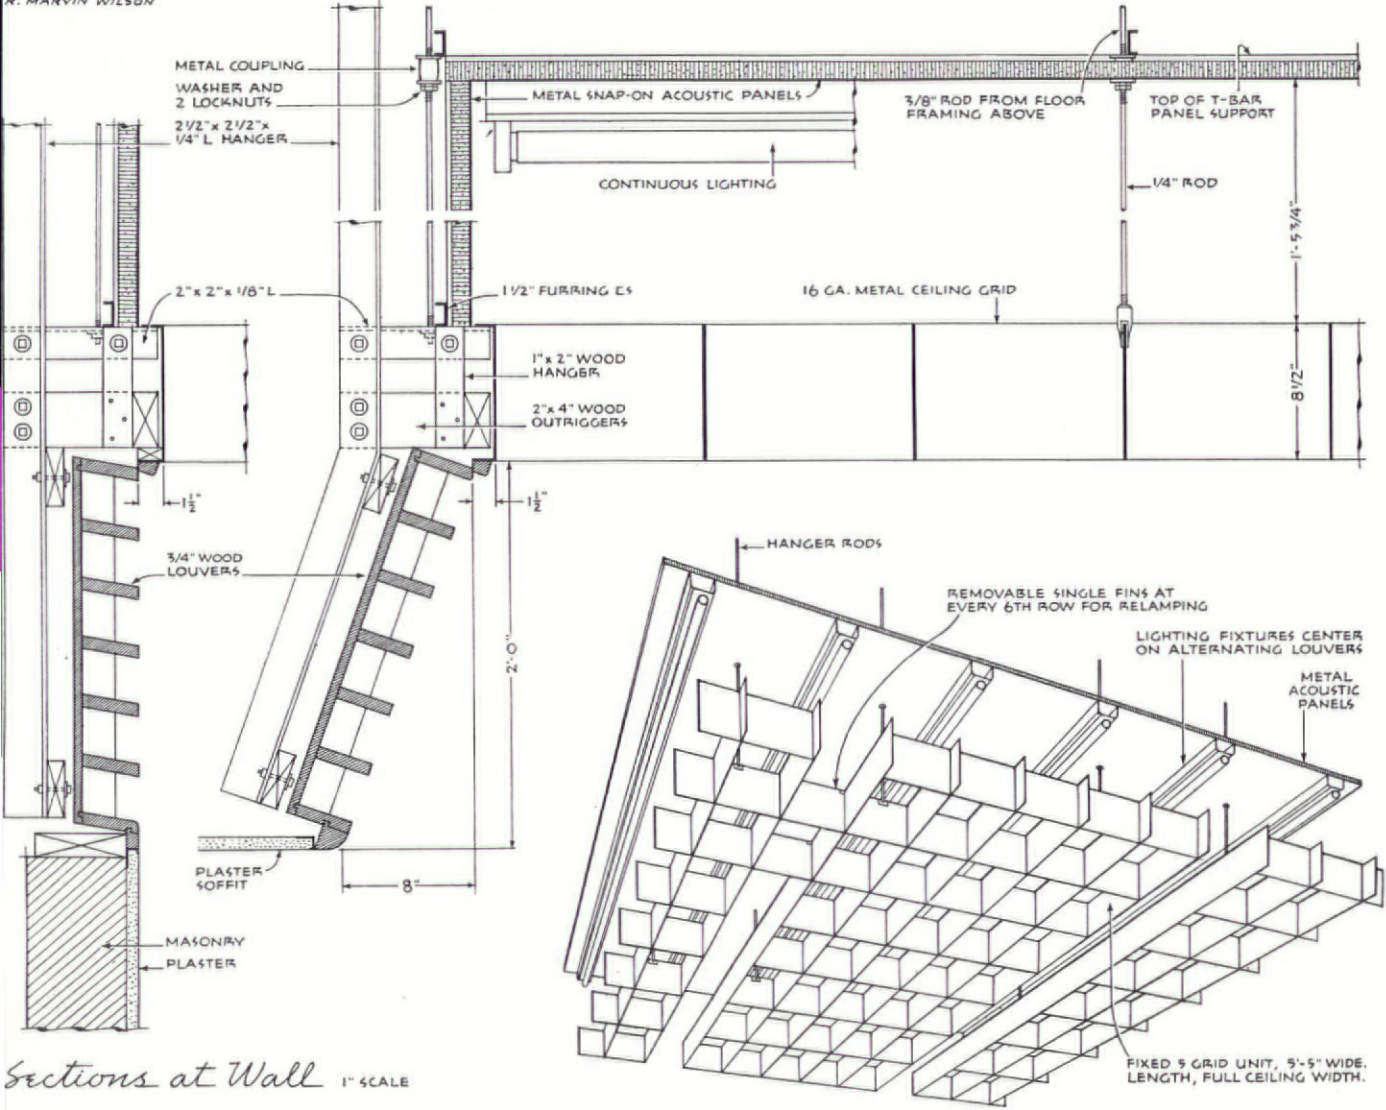 R. MARVIN WILSON
METAL COUPLING
WASHER AND
2 LOCKNUTS
2 1/2" x 2 1/2" x
1/4" L HANGER
METAL SNAP-ON ACOUSTIC PANELS
CONTINUOUS LIGHTING
3/8" ROD FROM FLOOR
FRAMING ABOVE
TOP OF T-BAR
PANEL SUPPORT
1/4" ROD
1'-5 3/4"
2" x 2" x 1/8" L
1 1/2" FURRING CS
16 GA. METAL CEILING GRID
1" x 2" WOOD
HANGER
2" x 4" WOOD
OUTRIGGERS
8 1/2"
1 1/2"
1 1/2"
3/4" WOOD
LOUVERS
2'-0"
PLASTER
SOFFIT
8"
MASONRY
PLASTER
HANGER RODS
REMOVABLE SINGLE FINS AT
EVERY 6TH ROW FOR RELAMPING
LIGHTING FIXTURES CENTER
ON ALTERNATING LOUVERS
METAL
ACOUSTIC
PANELS
FIXED 5 GRID UNIT, 5'-5" WIDE.
LENGTH, FULL CEILING WIDTH.
Sections at Wall 1" SCALE